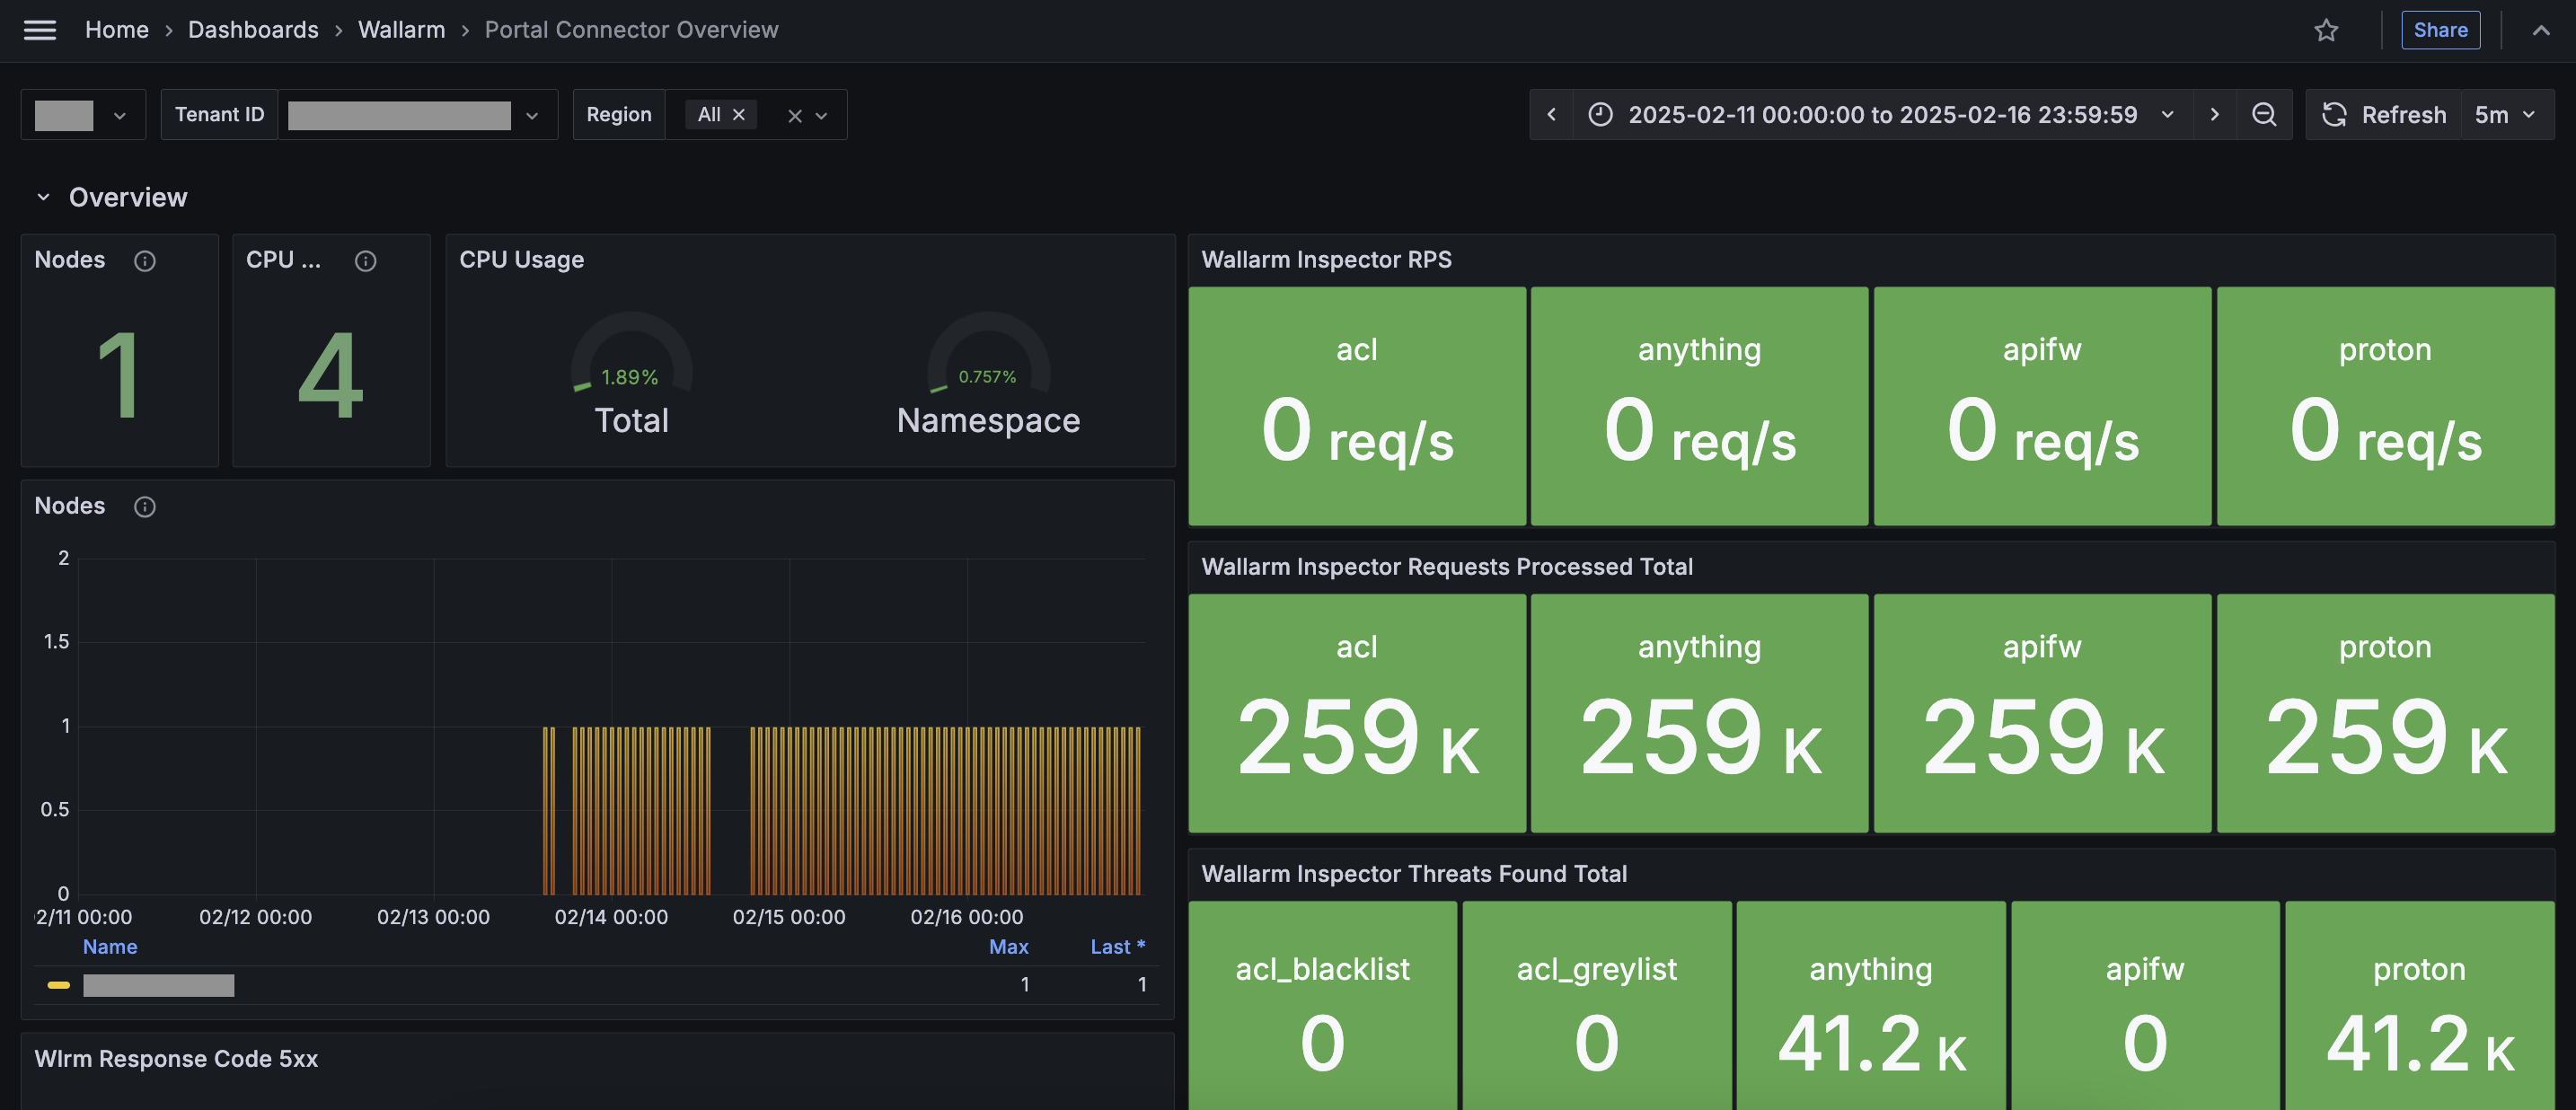 Home > Dashboards > Wallarm > Portal Connector Overview
Share
Tenant ID
Region All
2025-02-11 00:00:00 to 2025-02-16 23:59:59
Refresh 5m
Overview
Nodes
1
CPU ...
4
CPU Usage
1.89%
Total
0.757%
Namespace
Wallarm Inspector RPS
acl
0 req/s
anything
0 req/s
apifw
0 req/s
proton
0 req/s
Nodes
2
1.5
1
0.5
0
2/11 00:00 02/12 00:00 02/13 00:00 02/14 00:00 02/15 00:00 02/16 00:00
Name Max Last *
1 1
Wallarm Inspector Requests Processed Total
acl
259 K
anything
259 K
apifw
259 K
proton
259 K
Wallarm Inspector Threats Found Total
acl_blacklist
0
acl_greylist
0
anything
41.2 K
apifw
0
proton
41.2 K
Wlrm Response Code 5xx